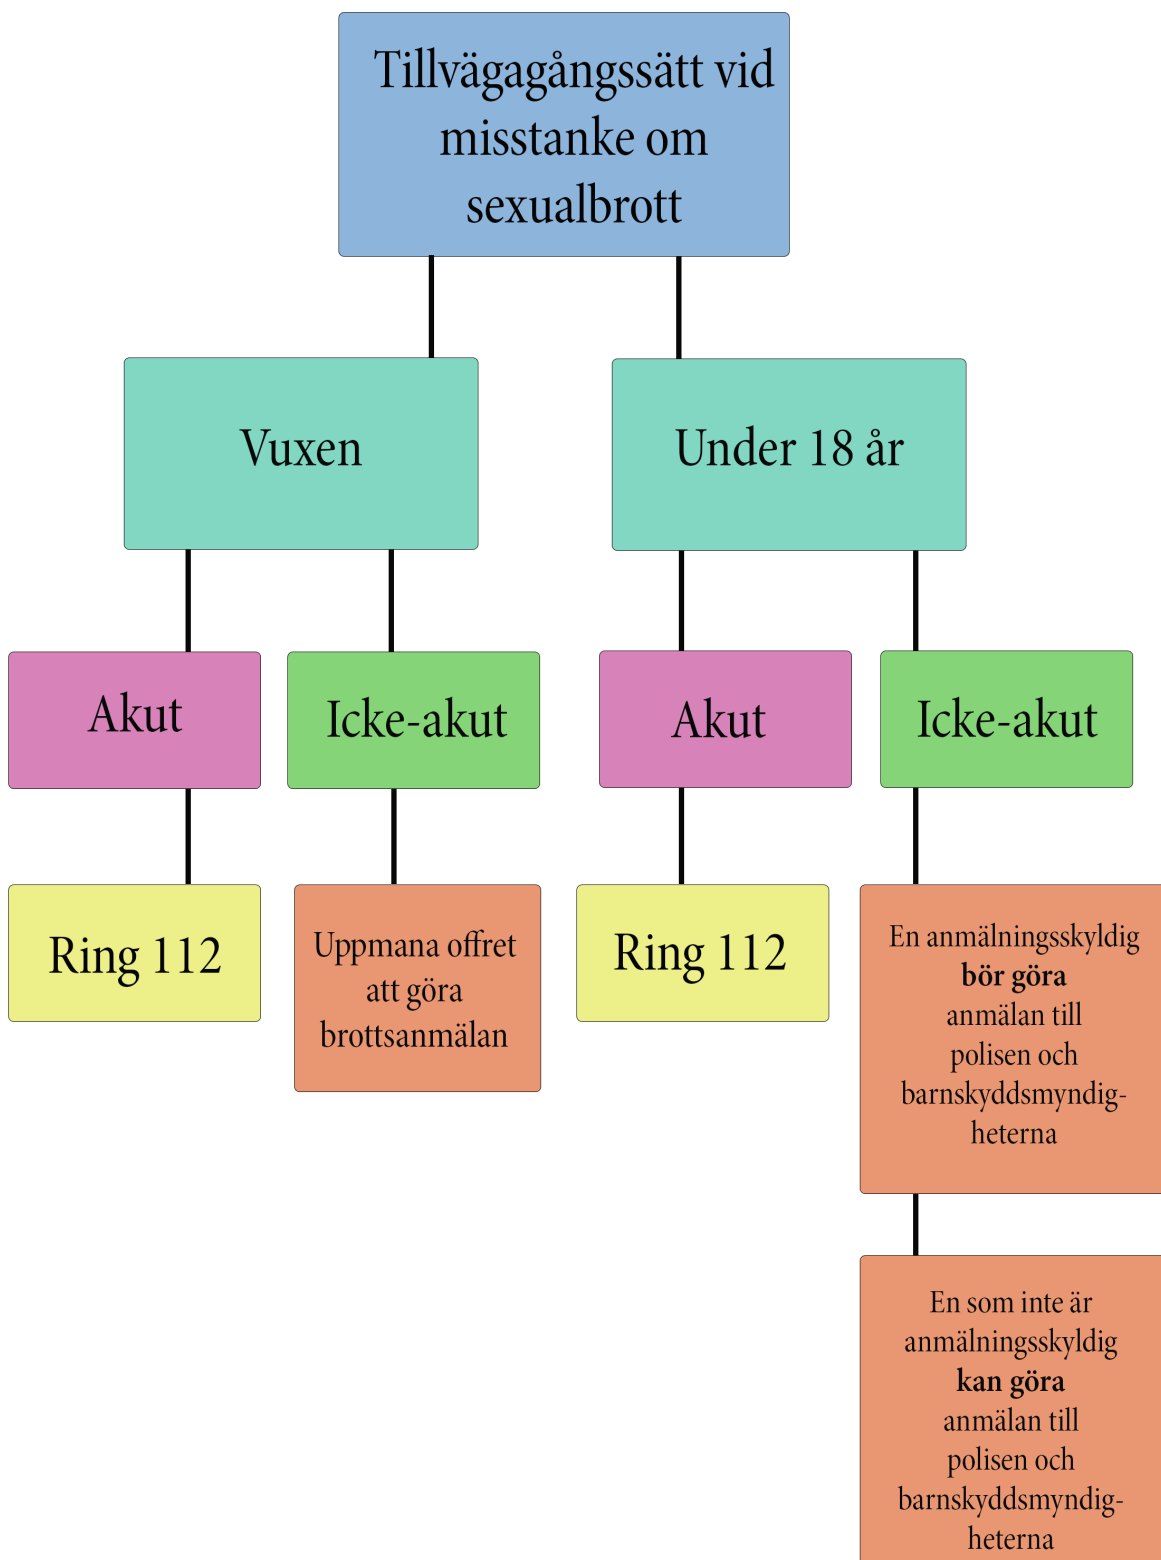 Tillvägagångssätt vid
misstanke om
sexualbrott
Vuxen
Under 18 år
Akut
Icke-akut
Akut
Icke-akut
Ring 112
Uppmana offret
att göra
brottsanmälan
Ring 112
En anmälningsskyldig
bör göra
anmälan till
polisen och
barnskyddsmyndig-
heterna
En som inte är
anmälningsskyldig
kan göra
anmälan till
polisen och
barnskyddsmyndig-
heterna